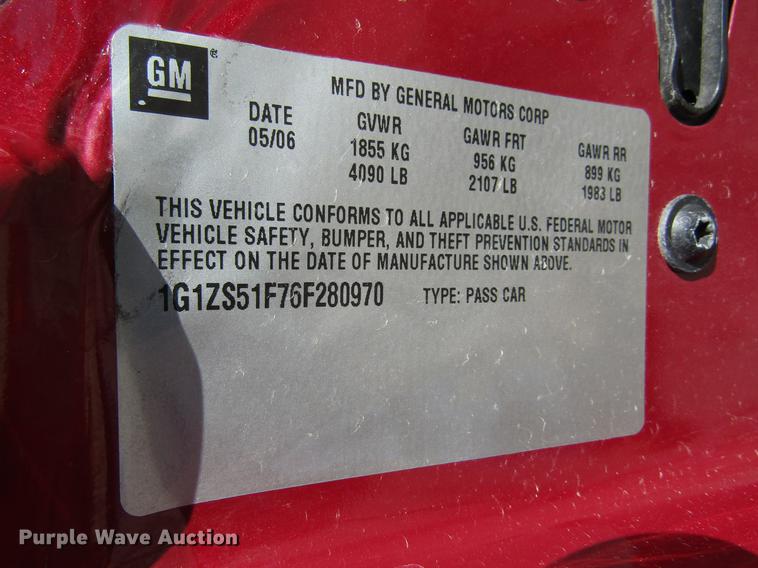 GM
MFD BY GENERAL MOTORS CORP
DATE GVWR GAWR FRT GAWR RR
05/06 1855 KG 956 KG 899 KG
4090 LB 2107 LB 1983 LB
THIS VEHICLE CONFORMS TO ALL APPLICABLE U.S. FEDERAL MOTOR
VEHICLE SAFETY, BUMPER, AND THEFT PREVENTION STANDARDS IN
EFFECT ON THE DATE OF MANUFACTURE SHOWN ABOVE.
1G1ZS51F76F280970 TYPE: PASS CAR
Purple Wave Auction